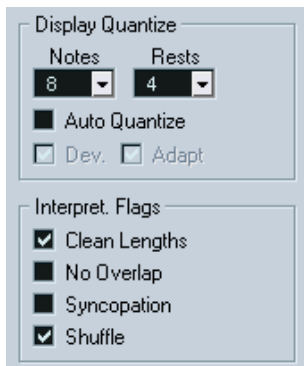 Display Quantize
Notes Rests
8 4
Auto Quantize
Dev. Adapt
Interpret. Flags
Clean Lengths
No Overlap
Syncopation
Shuffle